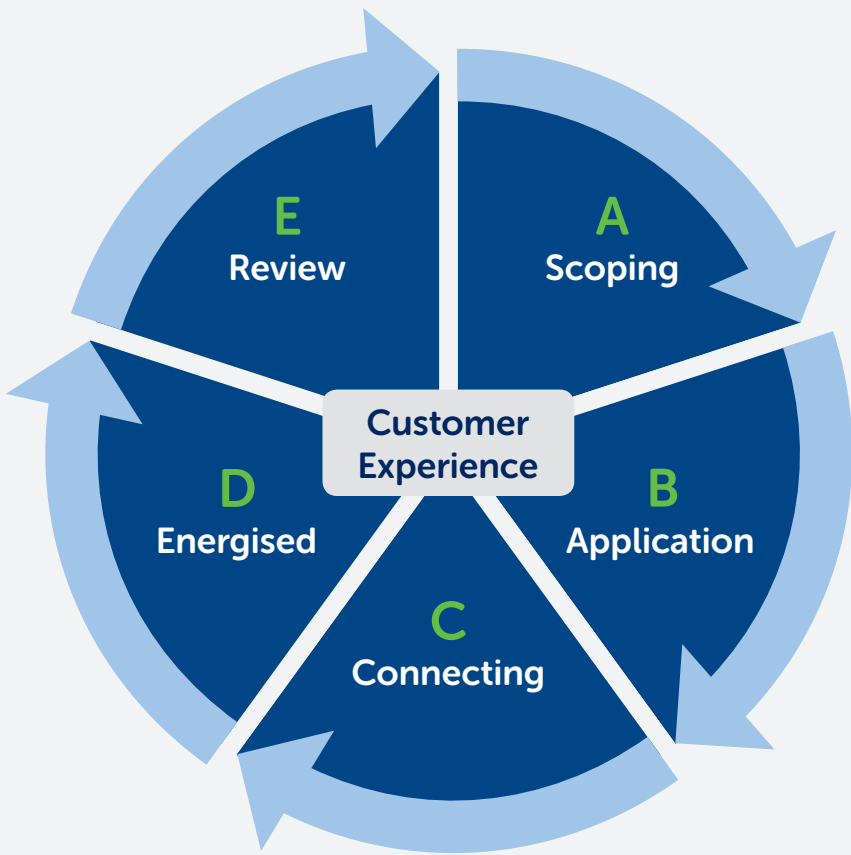 A
Scoping
B
Application
C
Connecting
D
Energised
E
Review
Customer
Experience